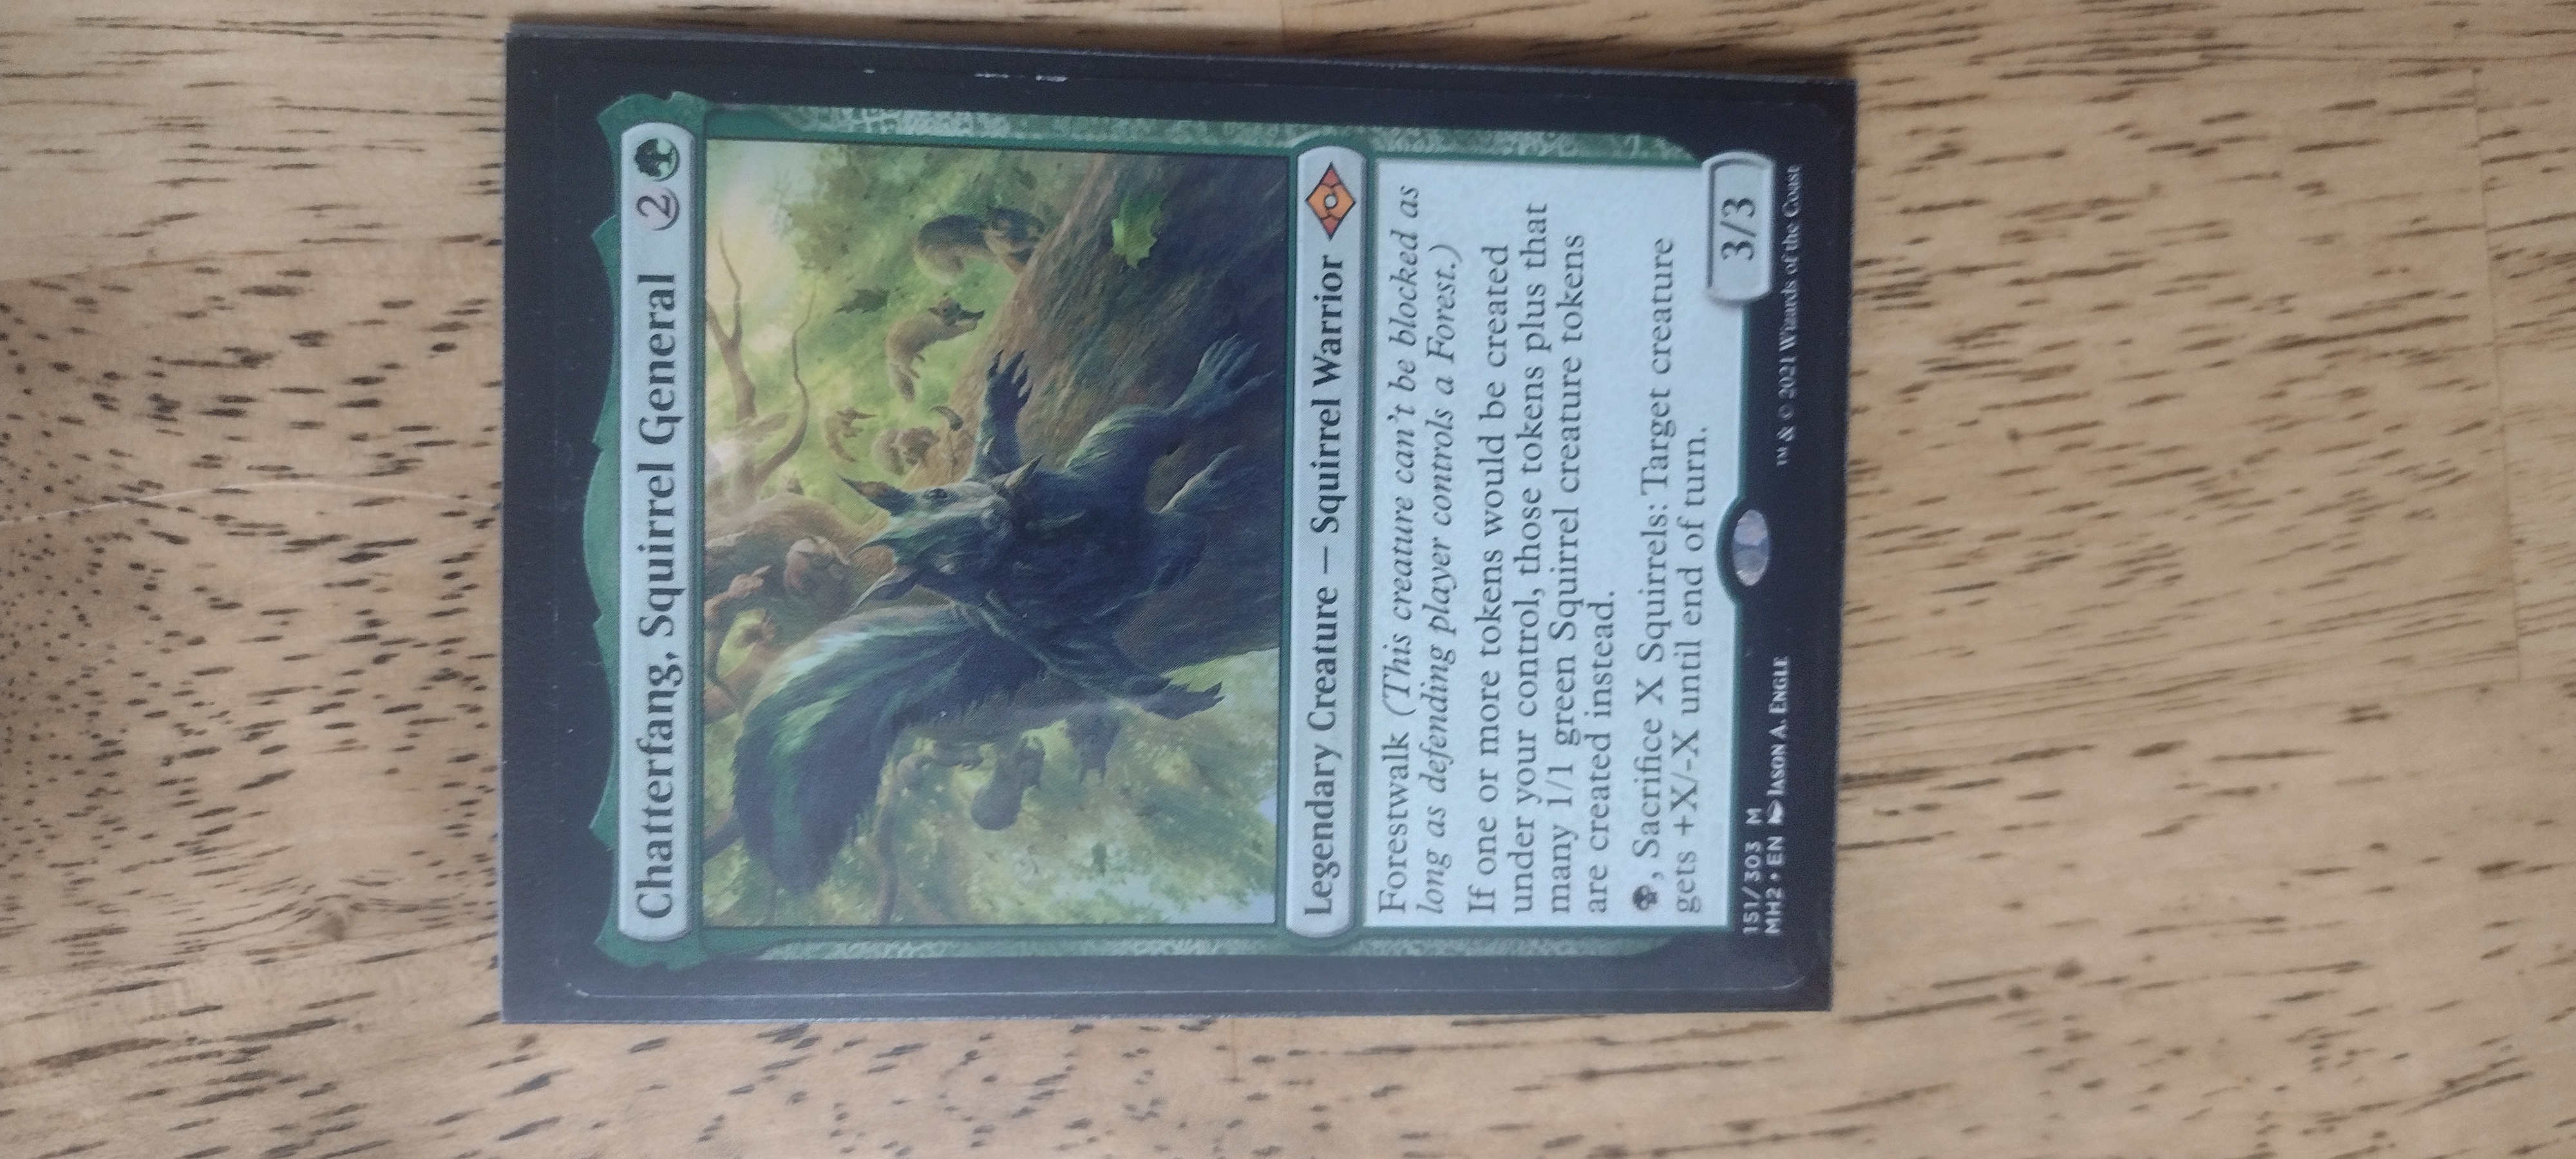 Chatterfang, Squirrel General 2
Legendary Creature — Squirrel Warrior
Forestwalk (This creature can't be blocked as
long as defending player controls a Forest.)
If one or more tokens would be created
under your control, those tokens plus that
many 1/1 green Squirrel creature tokens
are created instead.
, Sacrifice X Squirrels: Target creature
gets +X/-X until end of turn.
3/3
151/303 M
MH2 • EN JASON A. ENGLE
™ & © 2021 Wizards of the Coast